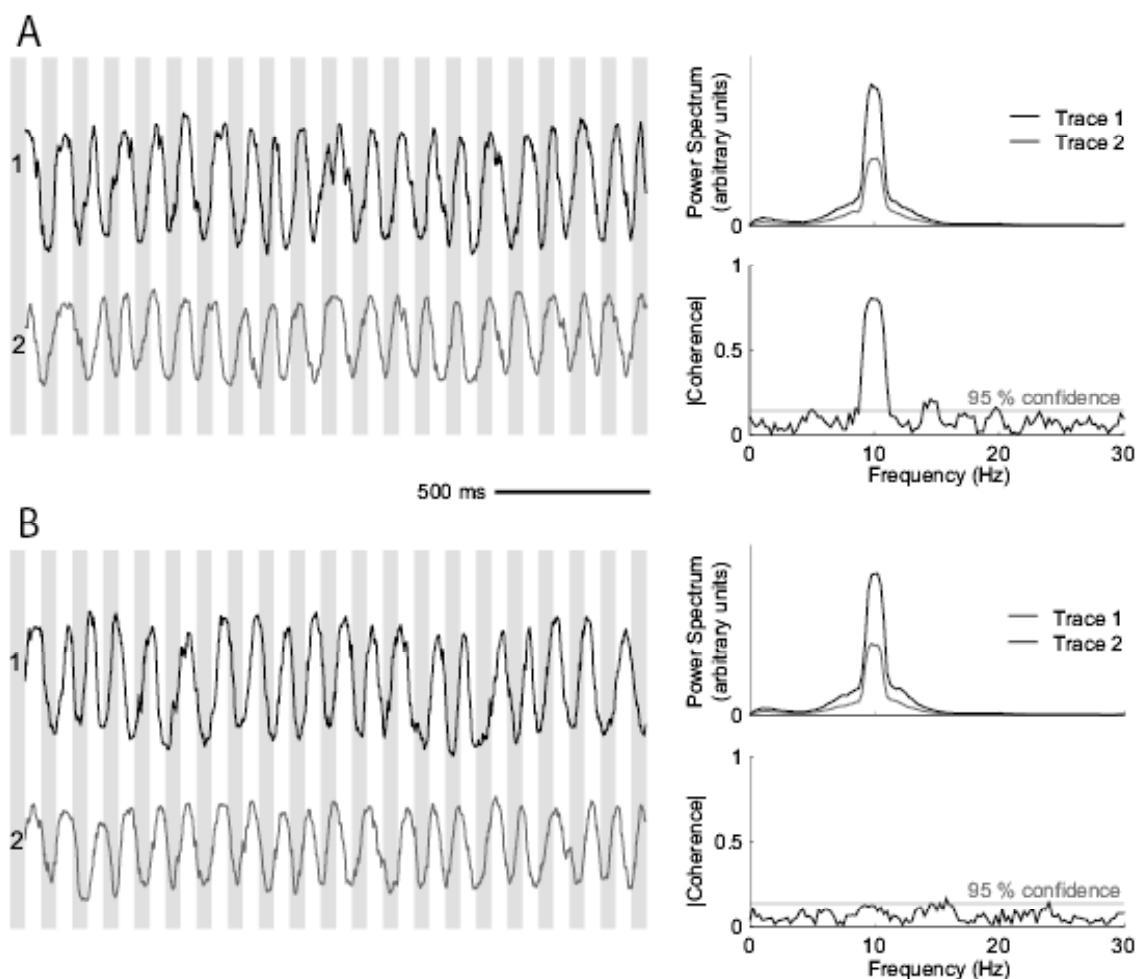 A
1
2
Power Spectrum
(arbitrary units)
0
Trace 1
Trace 2
|Coherence|
1
0.5
0
95 % confidence
0 10 20 30
Frequency (Hz)
500 ms
B
1
2
Power Spectrum
(arbitrary units)
0
Trace 1
Trace 2
|Coherence|
1
0.5
0
95 % confidence
0 10 20 30
Frequency (Hz)